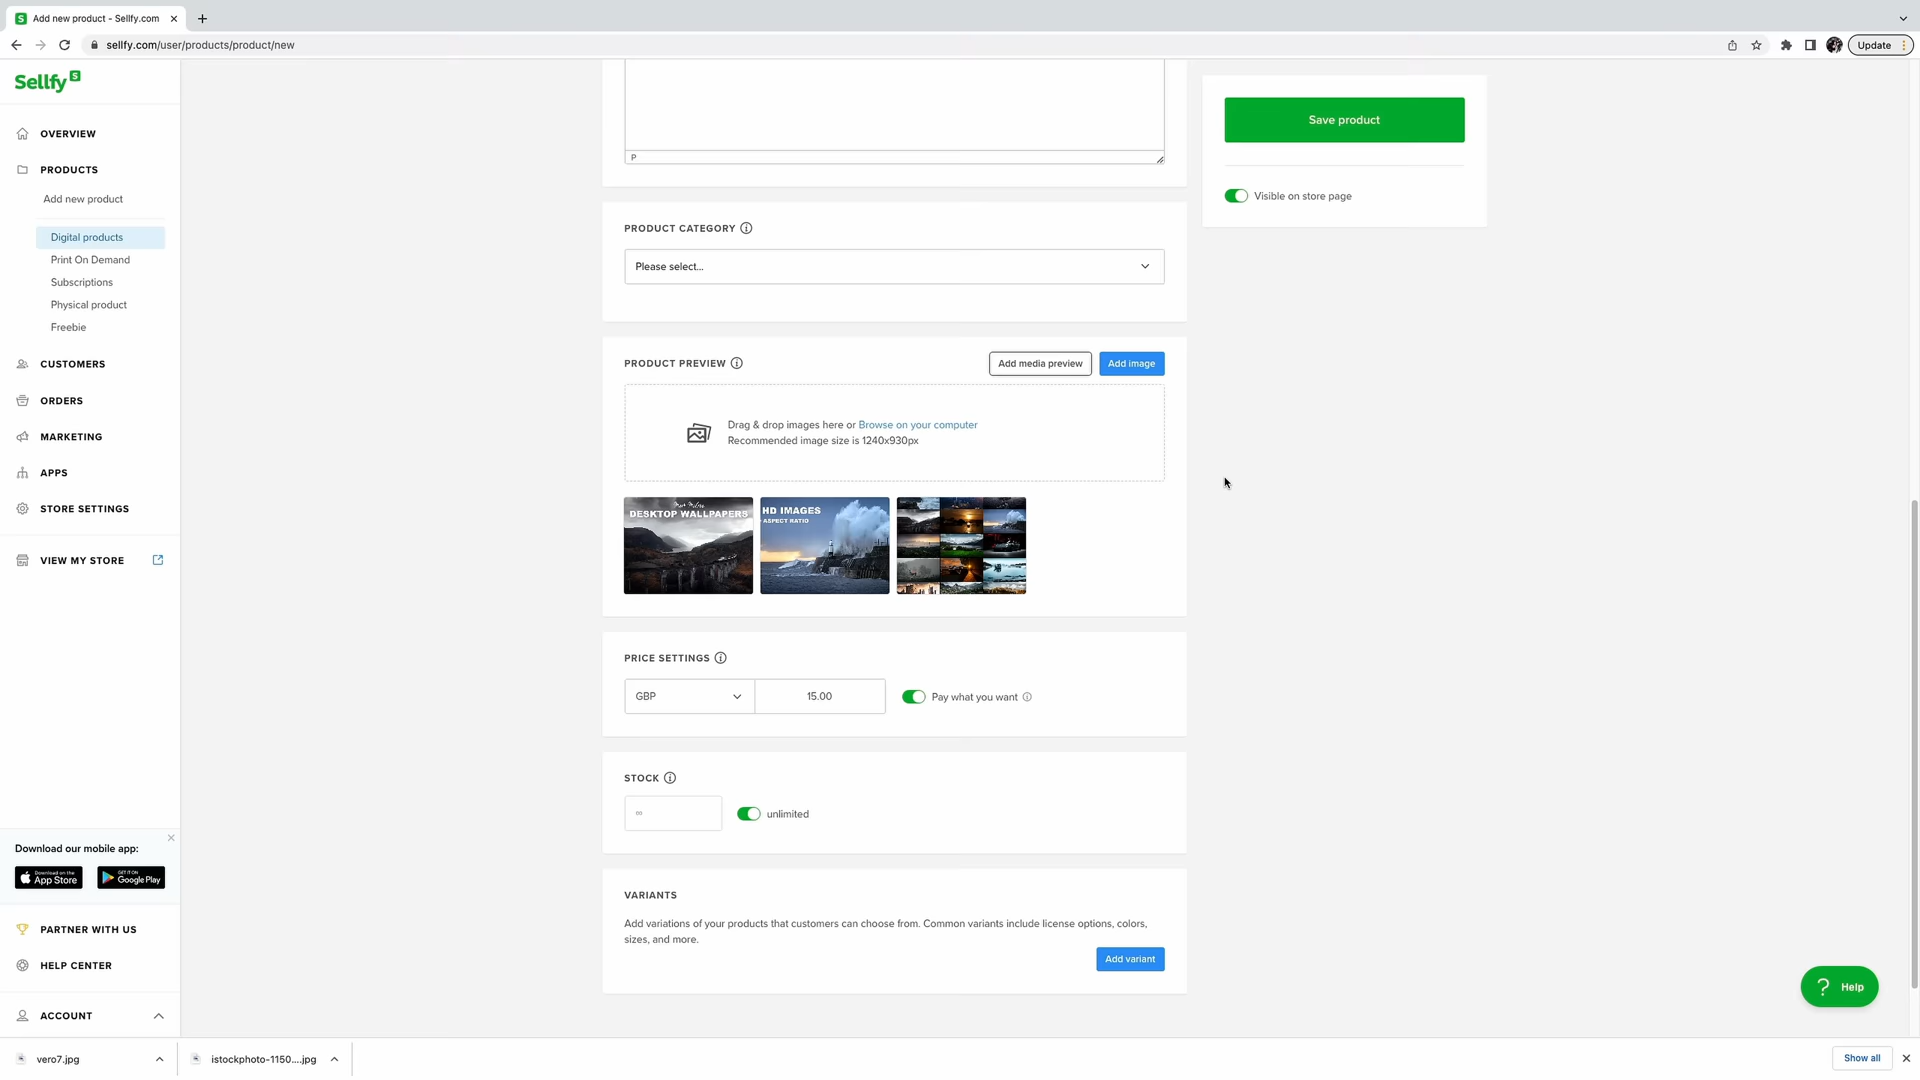 Add new product - Sellfy.com
sellfy.com/user/products/product/new
Update
Sellfy S
OVERVIEW
PRODUCTS
Add new product
Digital products
Print On Demand
Subscriptions
Physical product
Freebie
CUSTOMERS
ORDERS
MARKETING
APPS
STORE SETTINGS
VIEW MY STORE
Download our mobile app:
Download on the
App Store
GET IT ON
Google Play
PARTNER WITH US
HELP CENTER
ACCOUNT
P
PRODUCT CATEGORY
Please select...
PRODUCT PREVIEW
Add media preview
Add image
Drag & drop images here or Browse on your computer
Recommended image size is 1240x930px
DESKTOP WALLPAPERS
HD IMAGES
ASPECT RATIO
PRICE SETTINGS
GBP
15.00
Pay what you want
STOCK
∞
unlimited
VARIANTS
Add variations of your products that customers can choose from. Common variants include license options, colors,
sizes, and more.
Add variant
Save product
Visible on store page
? Help
vero7.jpg
istockphoto-1150....jpg
Show all